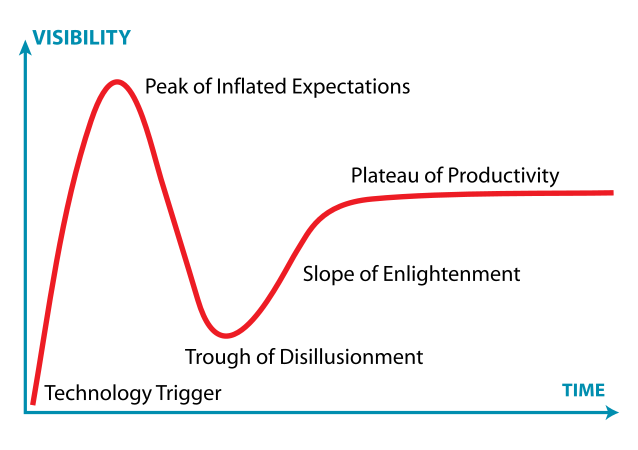 VISIBILITY
Peak of Inflated Expectations
Plateau of Productivity
Slope of Enlightenment
Trough of Disillusionment
Technology Trigger
TIME